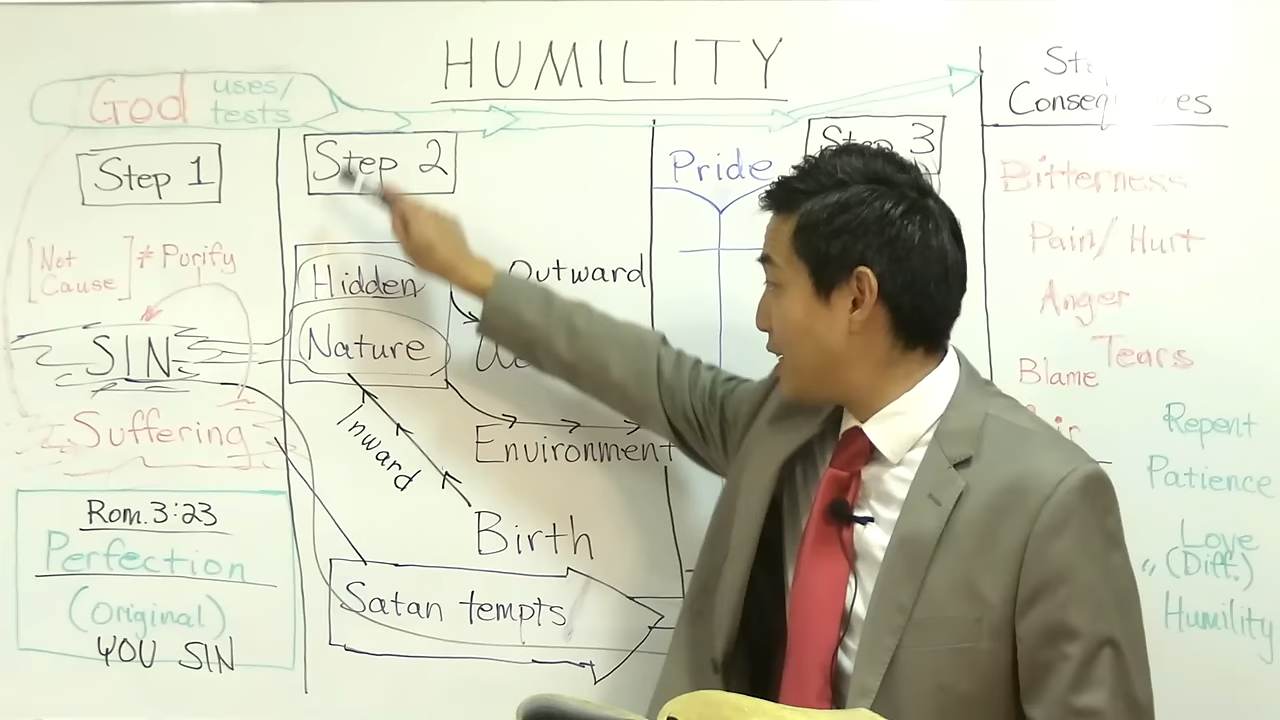 HUMILITY
God uses/
tests
Step 1
[Not
Cause] ≠ Purify
SIN
Suffering
Rom. 3:23
Perfection
(Original)
YOU SIN
Step 2
Hidden
Nature
Outward
Environment
Inward
Birth
Satan tempts
Pride
Step 3
Bitterness
Pain/ Hurt
Anger
Tears
Blame
Repent
Patience
Love
" (Diff.)
Humility